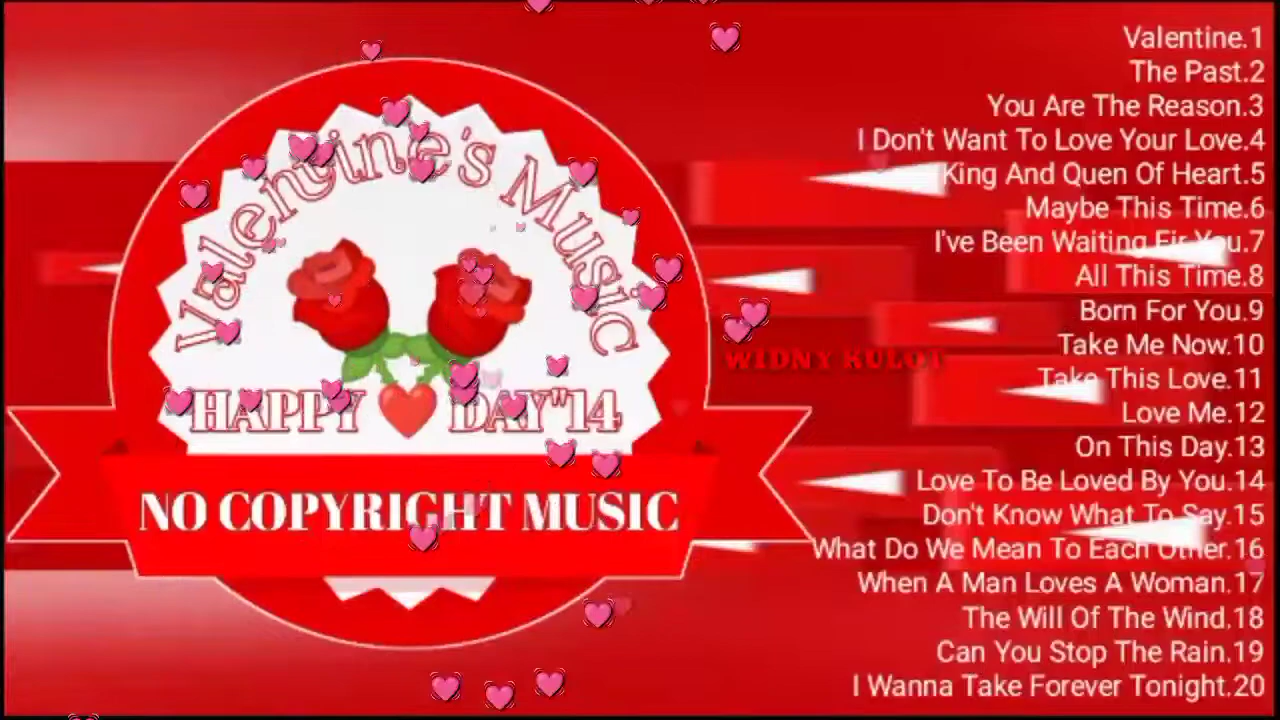 Valentine's Music
HAPPY ❤️ DAY"14
NO COPYRIGHT MUSIC
WIDNY KULOT
Valentine.1
The Past.2
You Are The Reason.3
I Don't Want To Love Your Love.4
King And Quen Of Heart.5
Maybe This Time.6
I've Been Waiting Fir You.7
All This Time.8
Born For You.9
Take Me Now.10
Take This Love.11
Love Me.12
On This Day.13
Love To Be Loved By You.14
Don't Know What To Say.15
What Do We Mean To Each Other.16
When A Man Loves A Woman.17
The Will Of The Wind.18
Can You Stop The Rain.19
I Wanna Take Forever Tonight.20